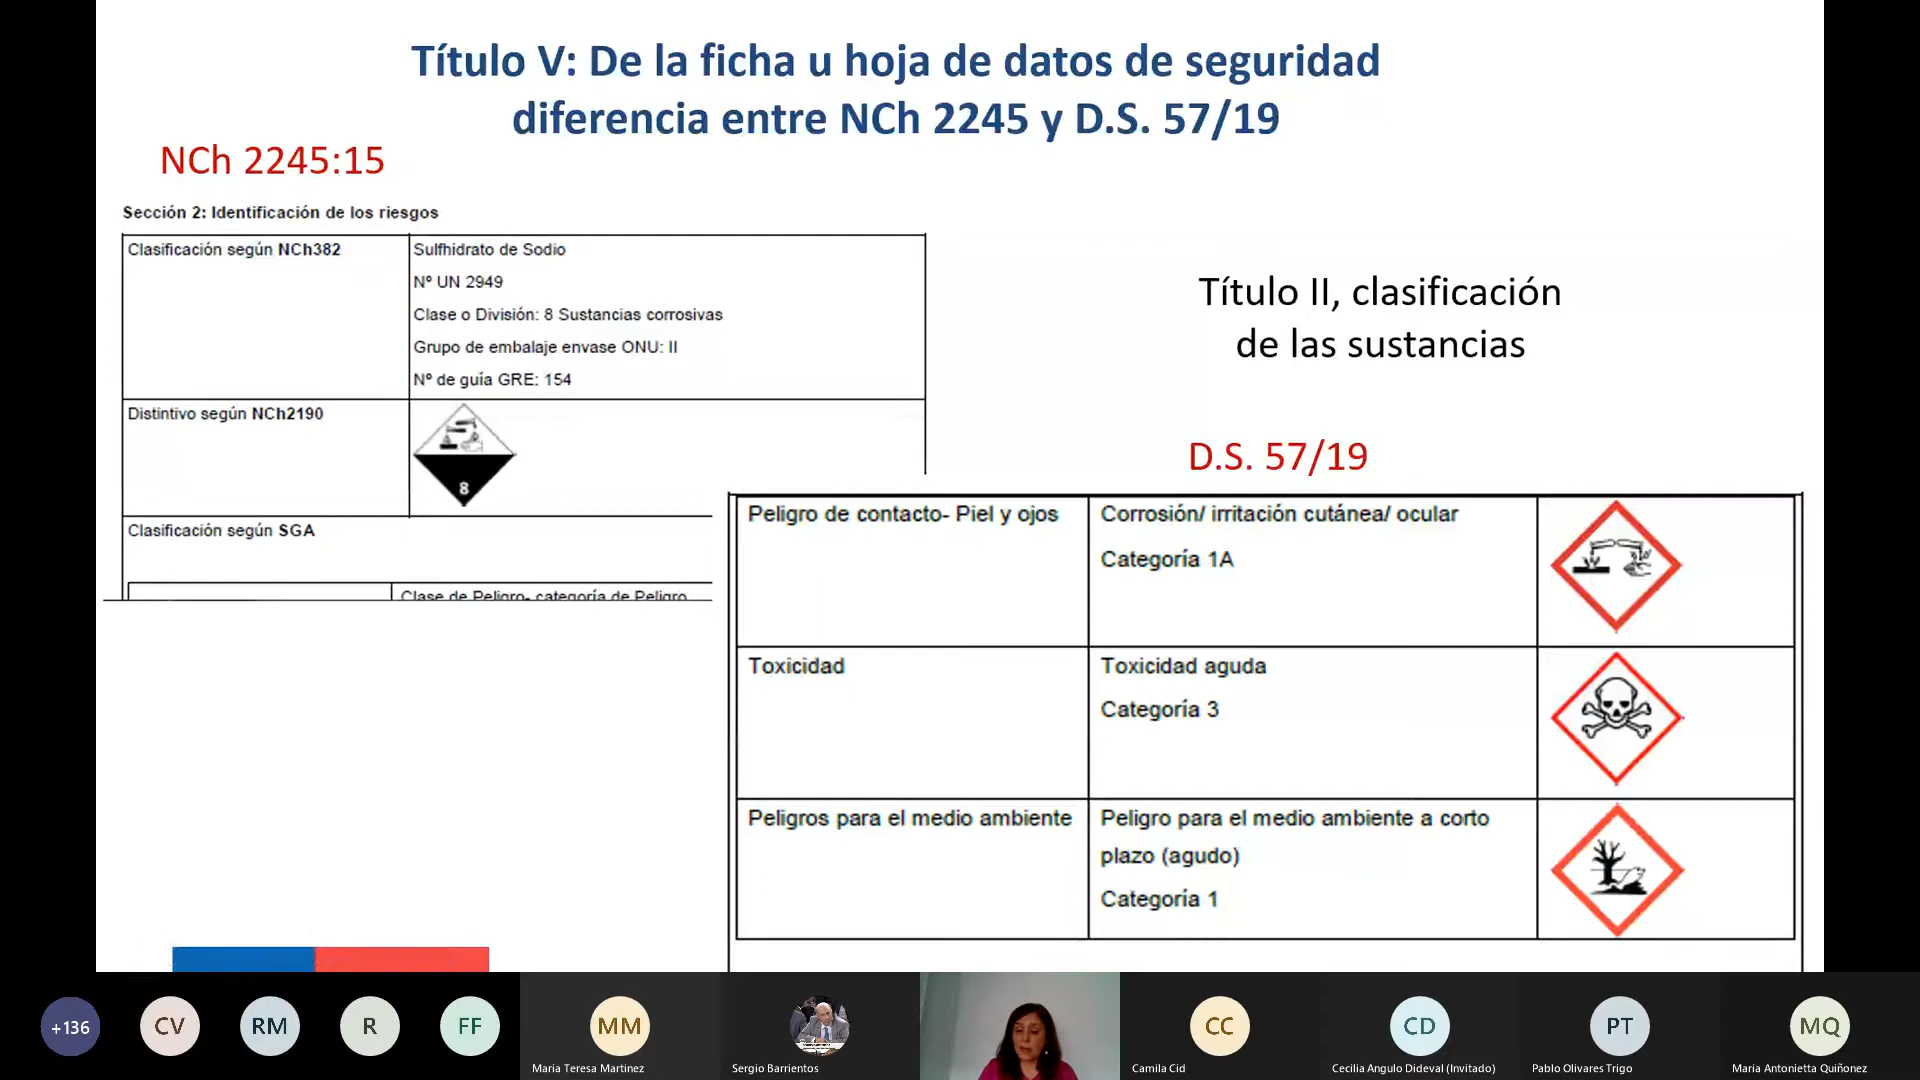 Título V: De la ficha u hoja de datos de seguridad
diferencia entre NCh 2245 y D.S. 57/19
NCh 2245:15
Sección 2: Identificación de los riesgos
Clasificación según NCh382
Sulfhidrato de Sodio
Nº UN 2949
Clase o División: 8 Sustancias corrosivas
Grupo de embalaje envase ONU: II
Nº de guía GRE: 154
Distintivo según NCh2190
8
Clasificación según SGA
Clase de Peligro- categoría de Peligro
Título II, clasificación
de las sustancias
D.S. 57/19
Peligro de contacto- Piel y ojos
Corrosión/ irritación cutánea/ ocular
Categoría 1A
Toxicidad
Toxicidad aguda
Categoría 3
Peligros para el medio ambiente
Peligro para el medio ambiente a corto
plazo (agudo)
Categoría 1
+136
CV
RM
R
FF
MM
CC
CD
PT
MQ
Maria Teresa Martinez
Sergio Barrientos
Camila Cid
Cecilia Angulo Dideval (Invitado)
Pablo Olivares Trigo
Maria Antonietta Quiñonez